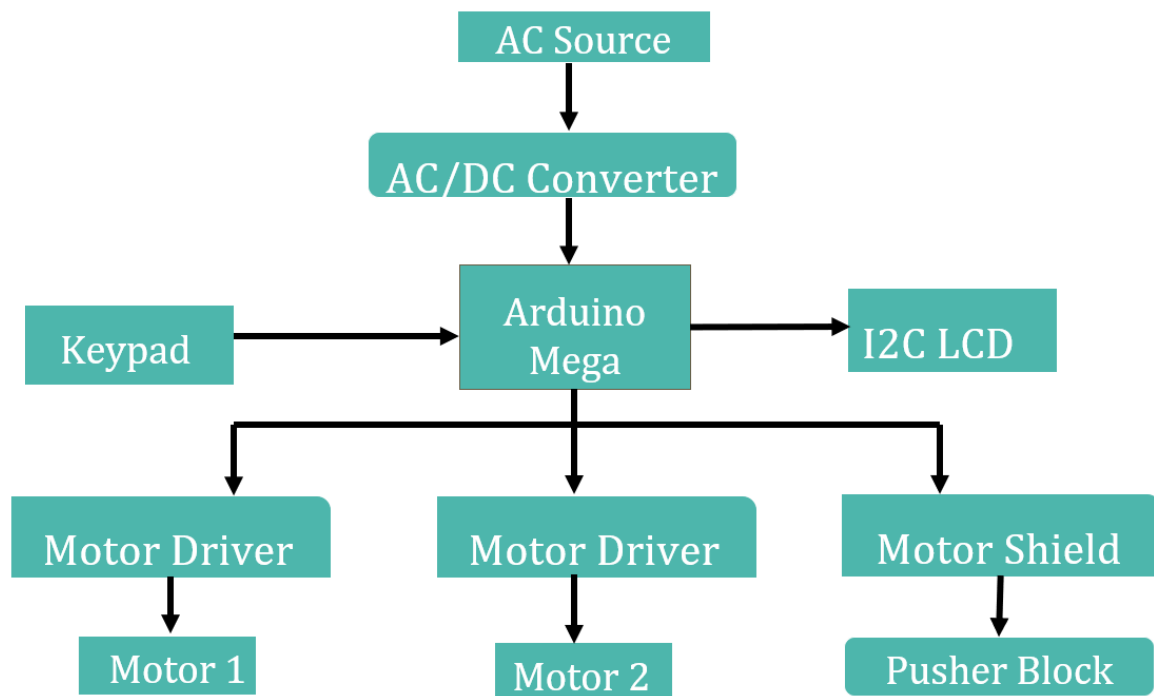 AC Source
AC/DC Converter
Arduino
Mega
Keypad
I2C LCD
Motor Driver
Motor Driver
Motor Shield
Motor 1
Motor 2
Pusher Block